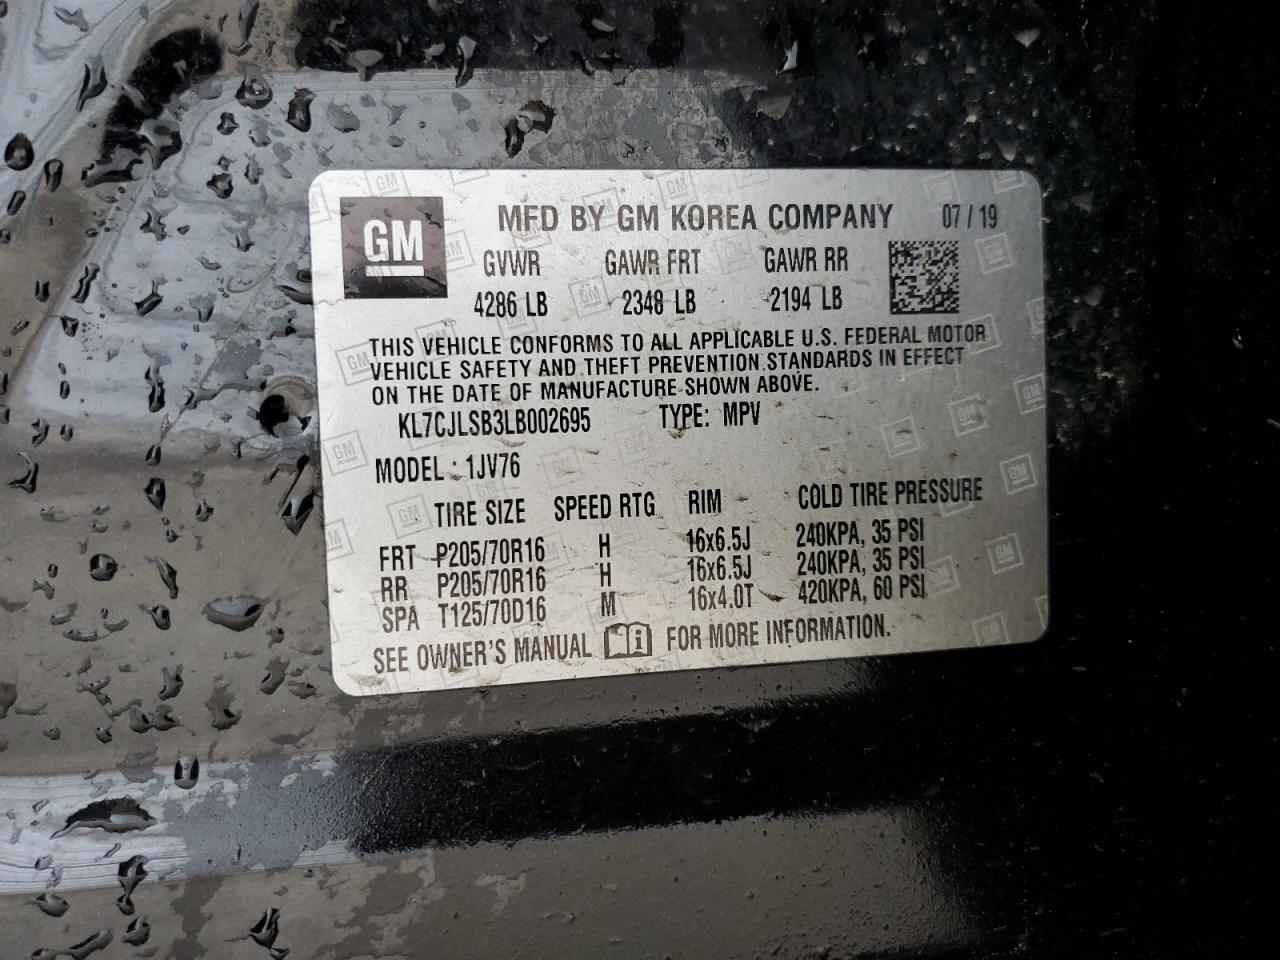 GM
MFD BY GM KOREA COMPANY 07 / 19
GVWR GAWR FRT GAWR RR
4286 LB 2348 LB 2194 LB
THIS VEHICLE CONFORMS TO ALL APPLICABLE U.S. FEDERAL MOTOR
VEHICLE SAFETY AND THEFT PREVENTION STANDARDS IN EFFECT
ON THE DATE OF MANUFACTURE SHOWN ABOVE.
KL7CJLSB3LB002695 TYPE: MPV
MODEL : 1JV76
TIRE SIZE SPEED RTG RIM COLD TIRE PRESSURE
FRT P205/70R16 H 16x6.5J 240KPA, 35 PSI
RR P205/70R16 H 16x6.5J 240KPA, 35 PSI
SPA T125/70D16 M 16x4.0T 420KPA, 60 PSI
SEE OWNER'S MANUAL i FOR MORE INFORMATION.